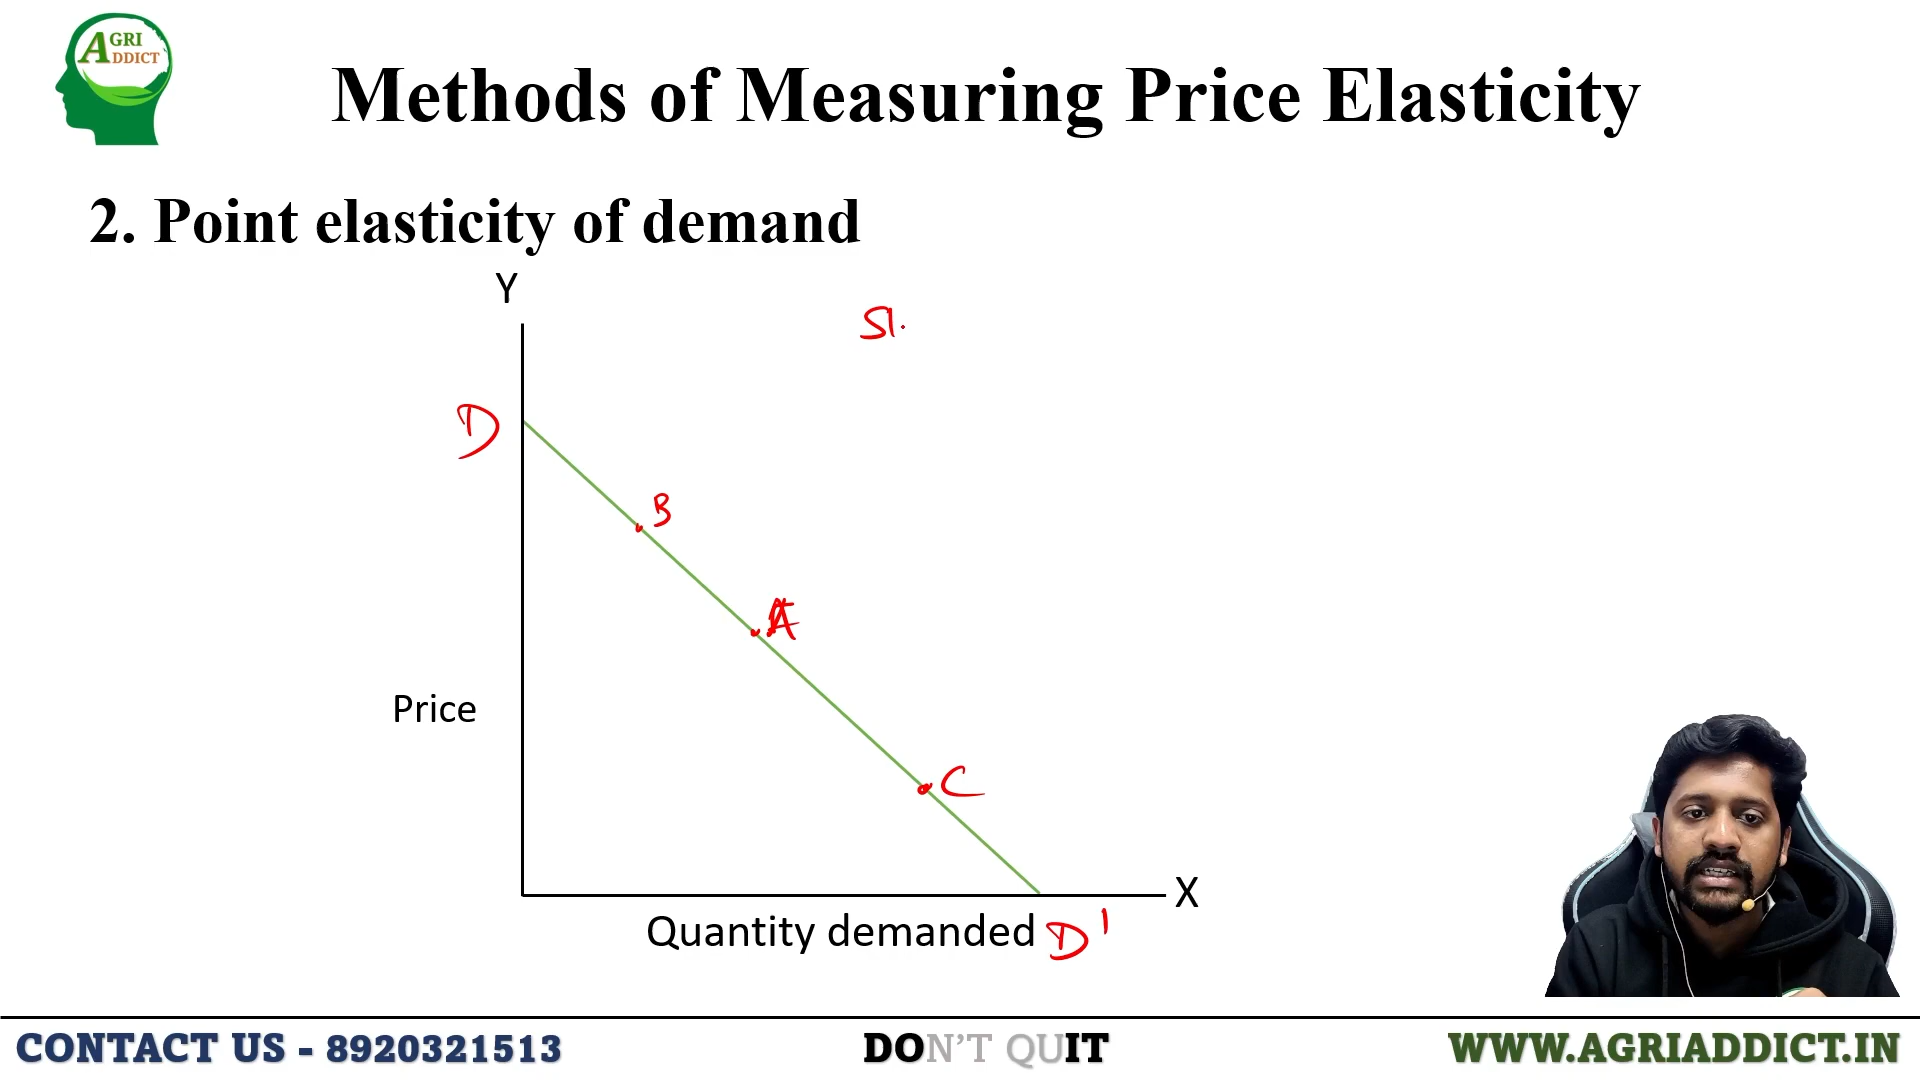 AGRI
ADDICT
Methods of Measuring Price Elasticity
2. Point elasticity of demand
Y
Sl.
D
B
A
Price
C
X
Quantity demanded D'
CONTACT US - 8920321513
DON'T QUIT
WWW.AGRIADDICT.IN